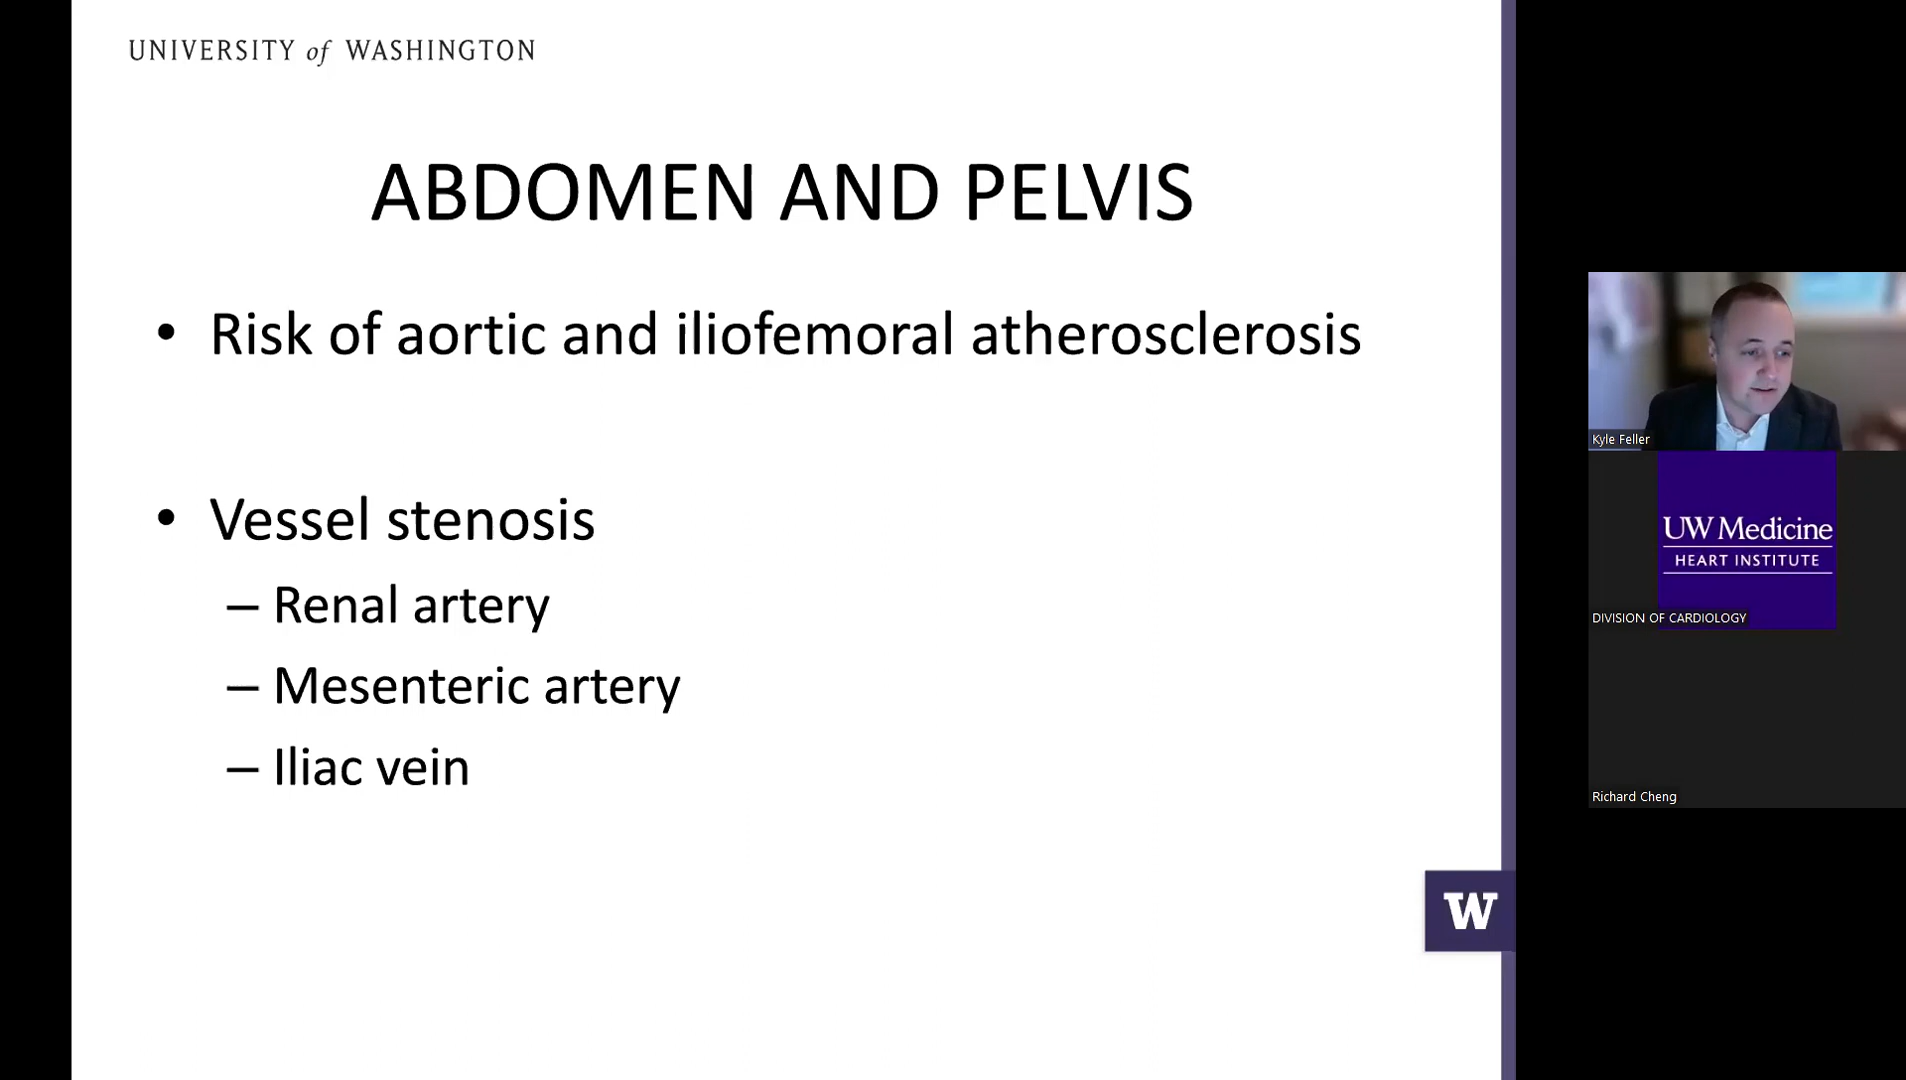 UNIVERSITY of WASHINGTON
ABDOMEN AND PELVIS
• Risk of aortic and iliofemoral atherosclerosis
• Vessel stenosis
– Renal artery
– Mesenteric artery
– Iliac vein
W
Kyle Feller
UW Medicine
HEART INSTITUTE
DIVISION OF CARDIOLOGY
Richard Cheng